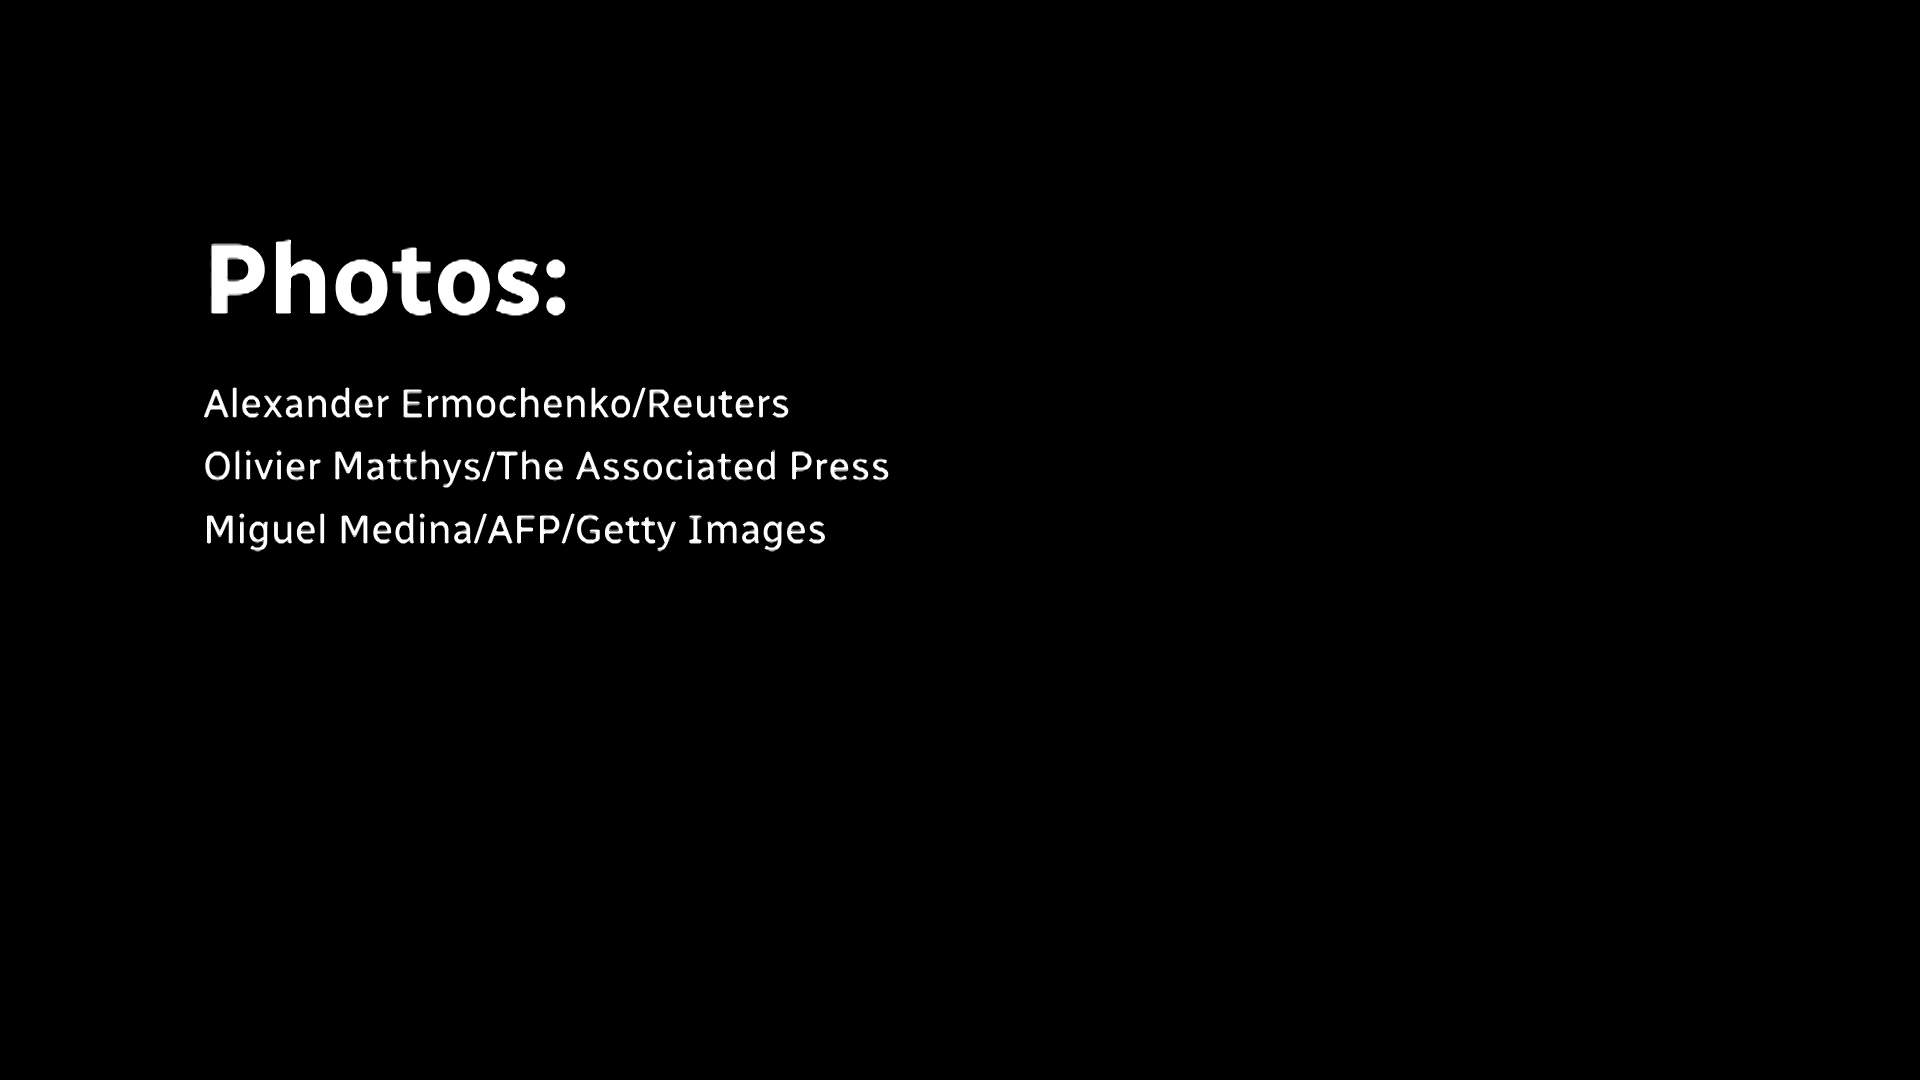 Photos:
Alexander Ermochenko/Reuters
Olivier Matthys/The Associated Press
Miguel Medina/AFP/Getty Images